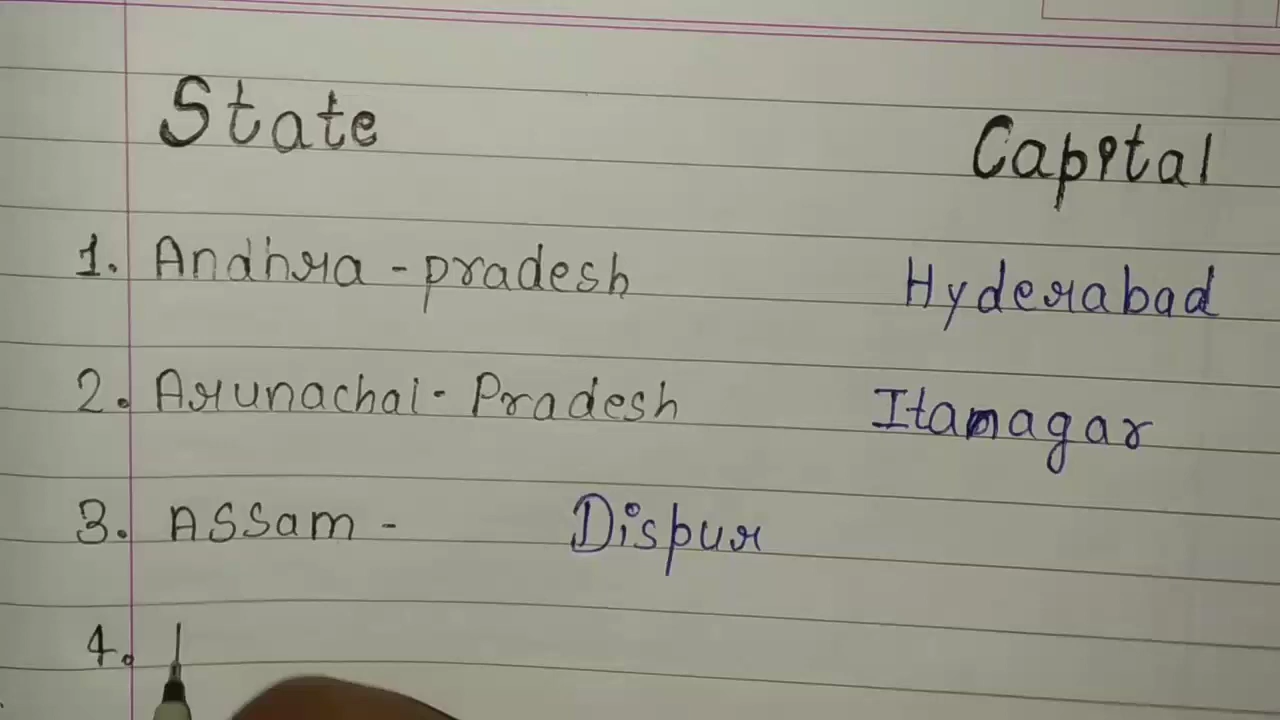 State Capital
1. Andhra - pradesh Hyderabad
2. Arunachal - Pradesh Itanagar
3. Assam - Dispur
4.